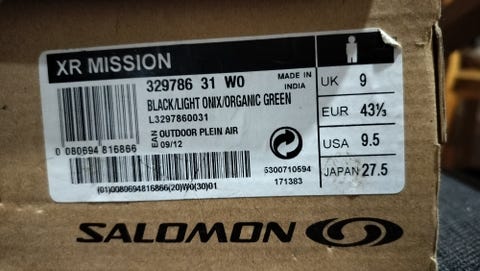 XR MISSION
329786 31 W0
MADE IN
INDIA
BLACK/LIGHT ONIX/ORGANIC GREEN
L3297860031
EAN OUTDOOR PLEIN AIR
09/12
0 080694 816866
6300710594
171383
(01)0080694816866(20)W0(30)01
UK 9
EUR 43⅓
USA 9.5
JAPAN 27.5
SALOMON